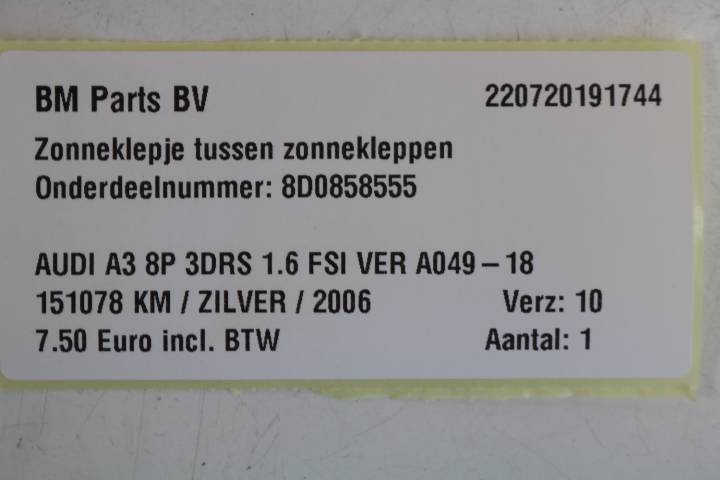 BM Parts BV 220720191744
Zonneklepje tussen zonnekleppen
Onderdeelnummer: 8D0858555
AUDI A3 8P 3DRS 1.6 FSI VER A049-18
151078 KM / ZILVER / 2006 Verz: 10
7.50 Euro incl. BTW Aantal: 1